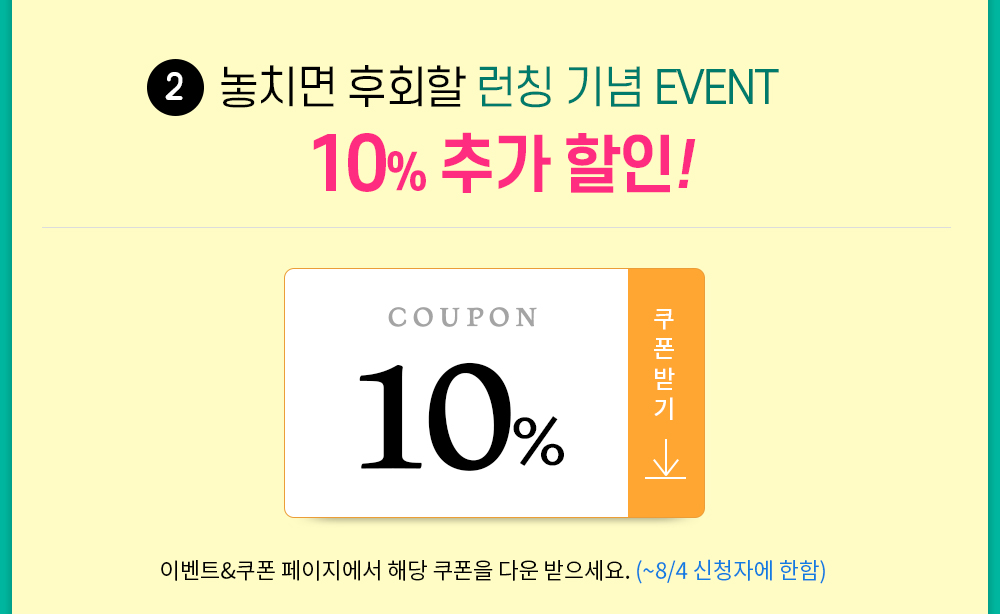 2 놓치면 후회할 런칭 기념 EVENT
10% 추가 할인!
COUPON
10%
쿠폰받기
이벤트&쿠폰 페이지에서 해당 쿠폰을 다운 받으세요. (~8/4 신청자에 한함)